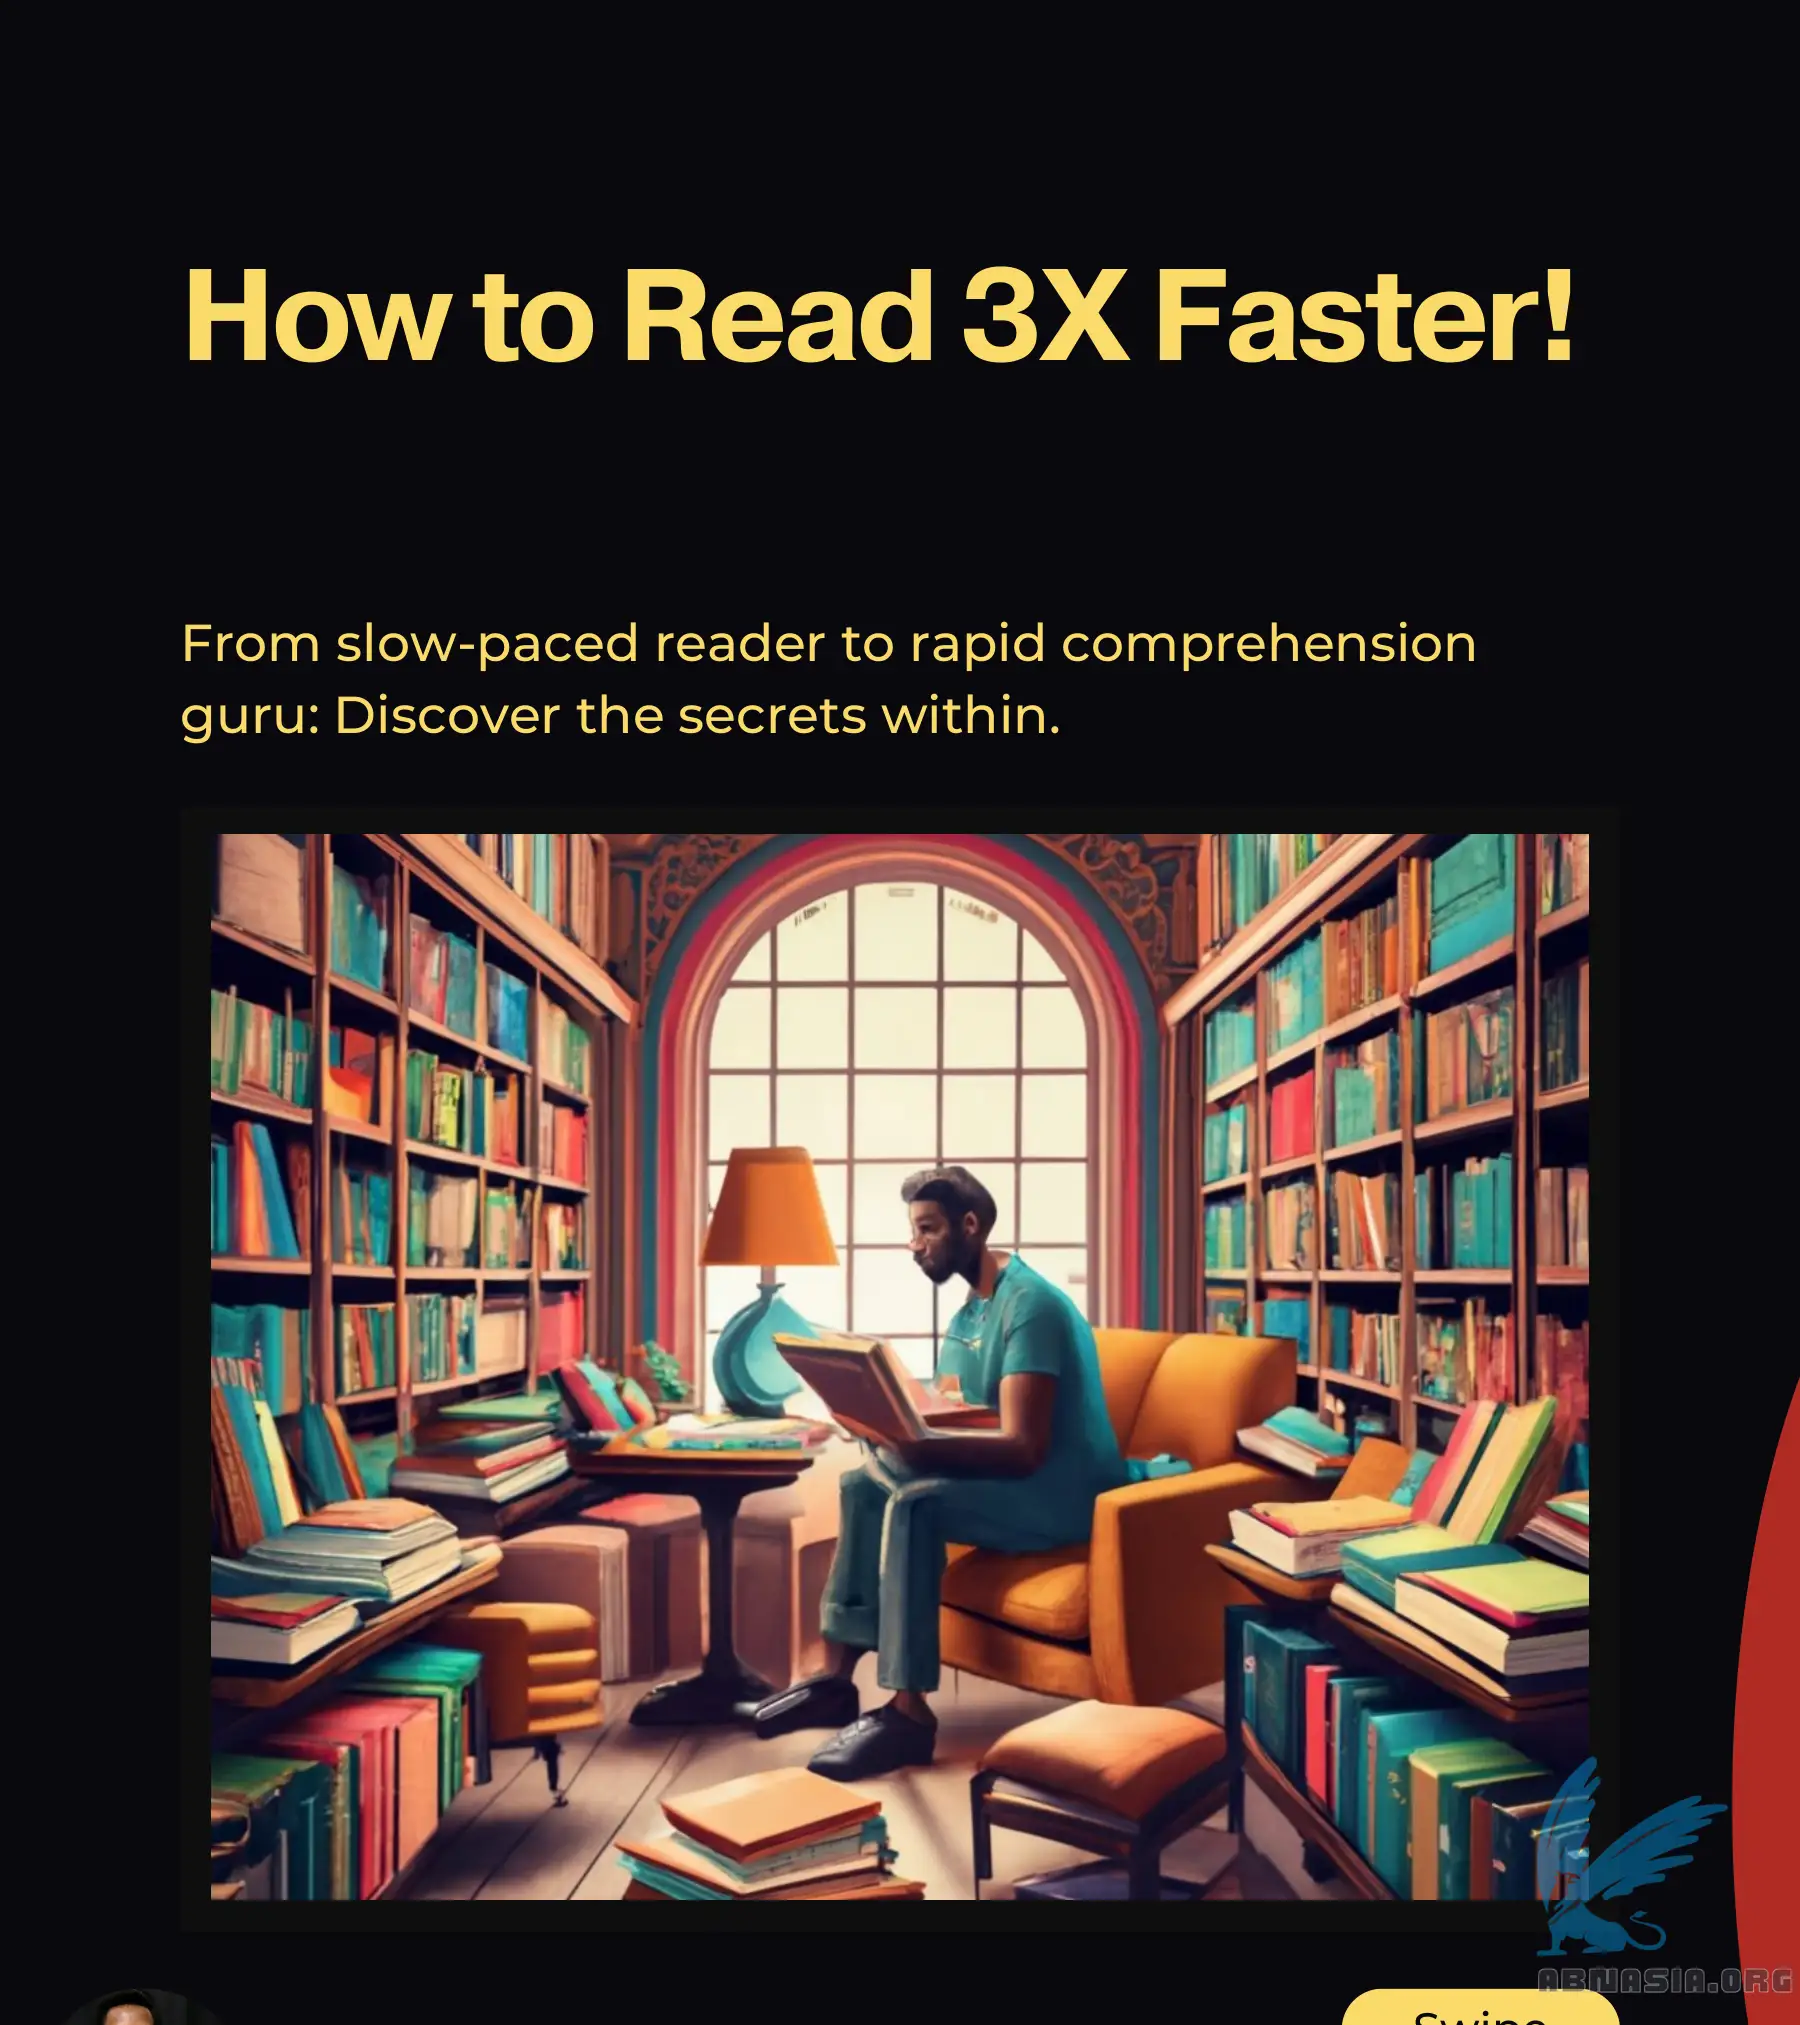 How to Read 3X Faster!
From slow-paced reader to rapid comprehension
guru: Discover the secrets within.
ABNASIA.ORG
Swipe